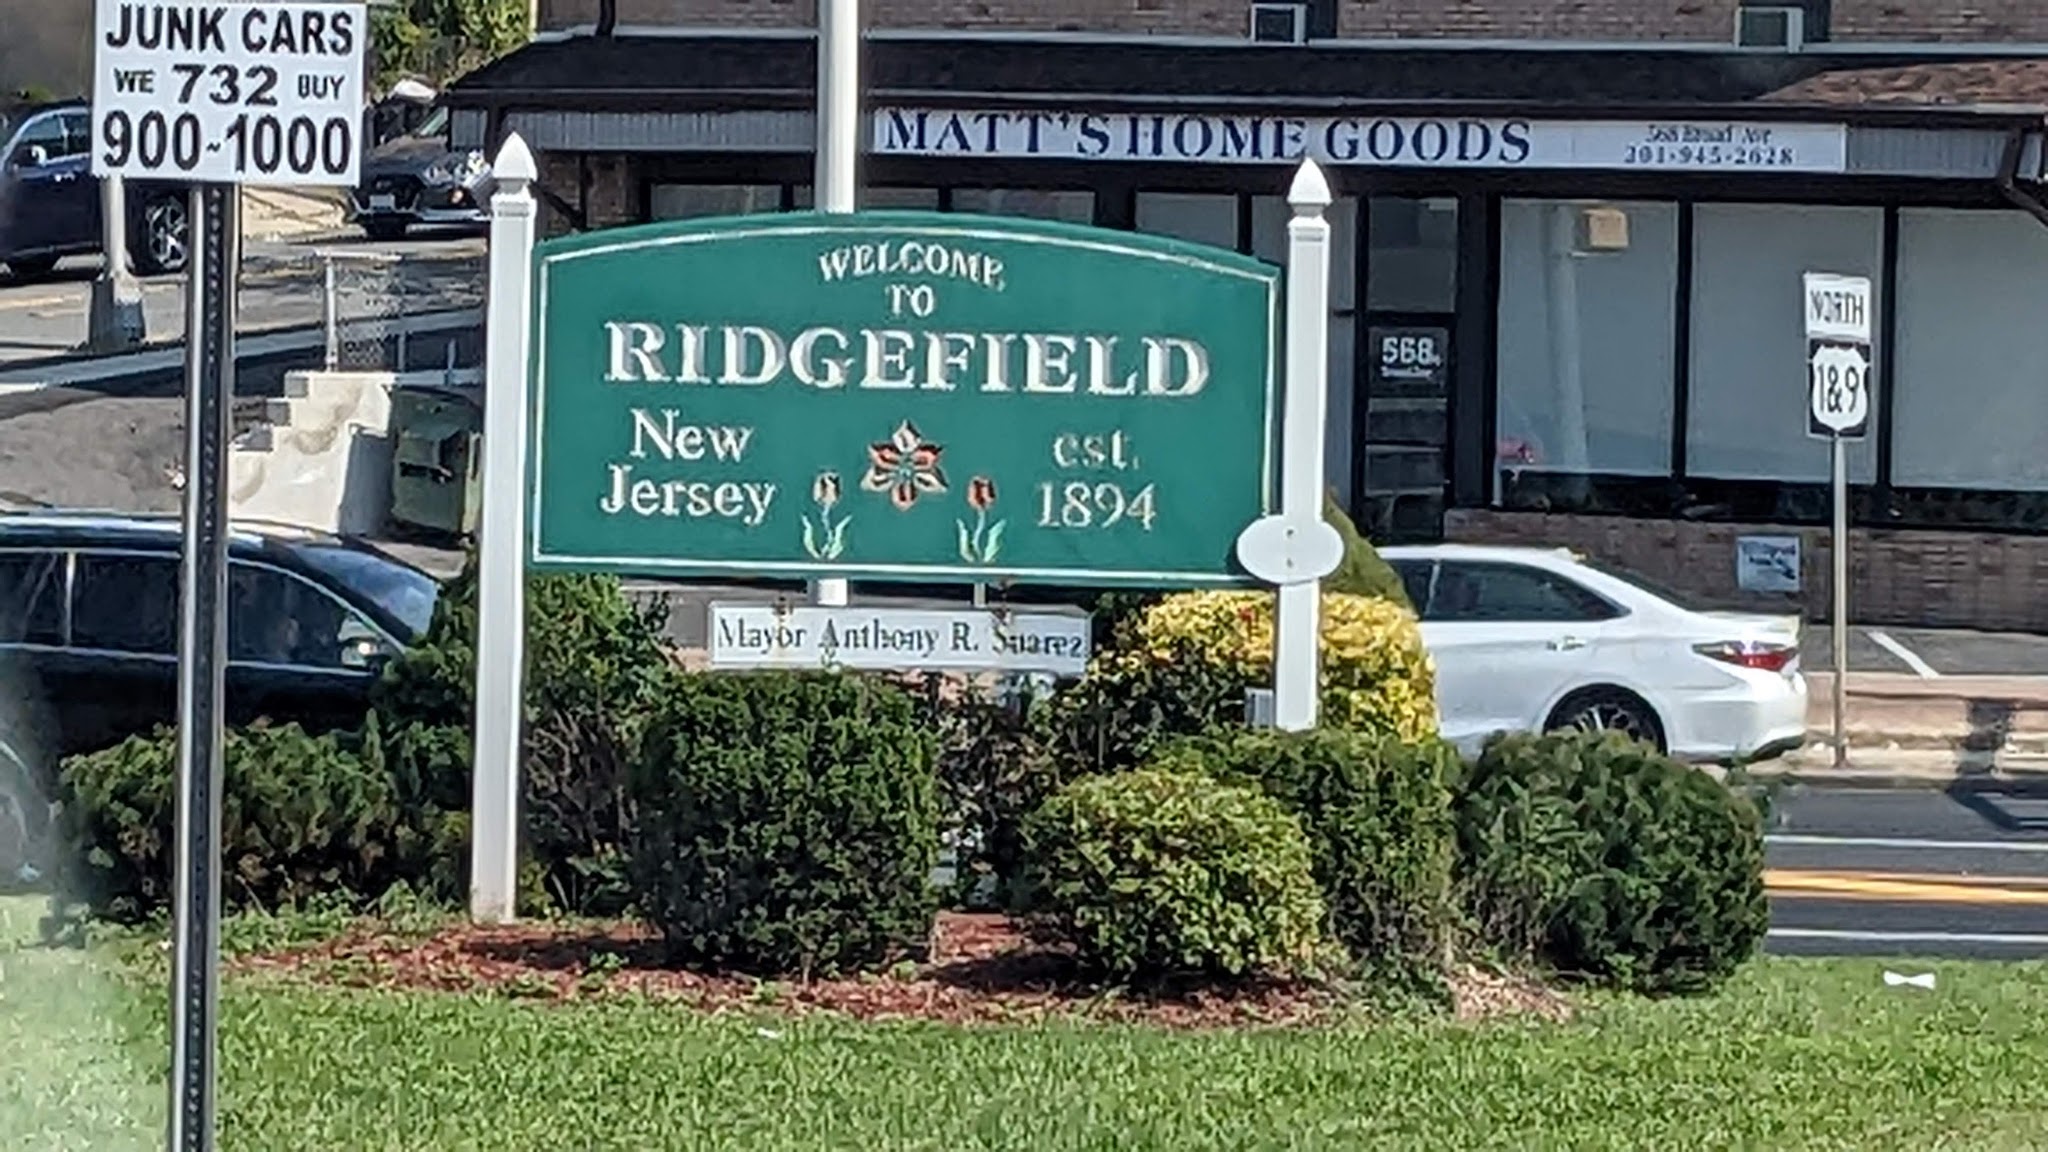 JUNK CARS
WE 732 BUY
900-1000
MATT'S HOME GOODS
568 Broad Ave
201-945-2628
WELCOME
TO
RIDGEFIELD
New
Jersey
est.
1894
Mayor Anthony R. Suarez
568
NORTH
1&9